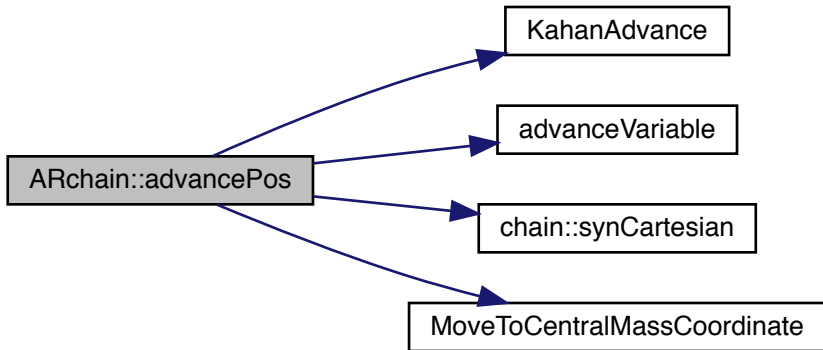 KahanAdvance
advanceVariable
ARchain::advancePos
chain::synCartesian
MoveToCentralMassCoordinate